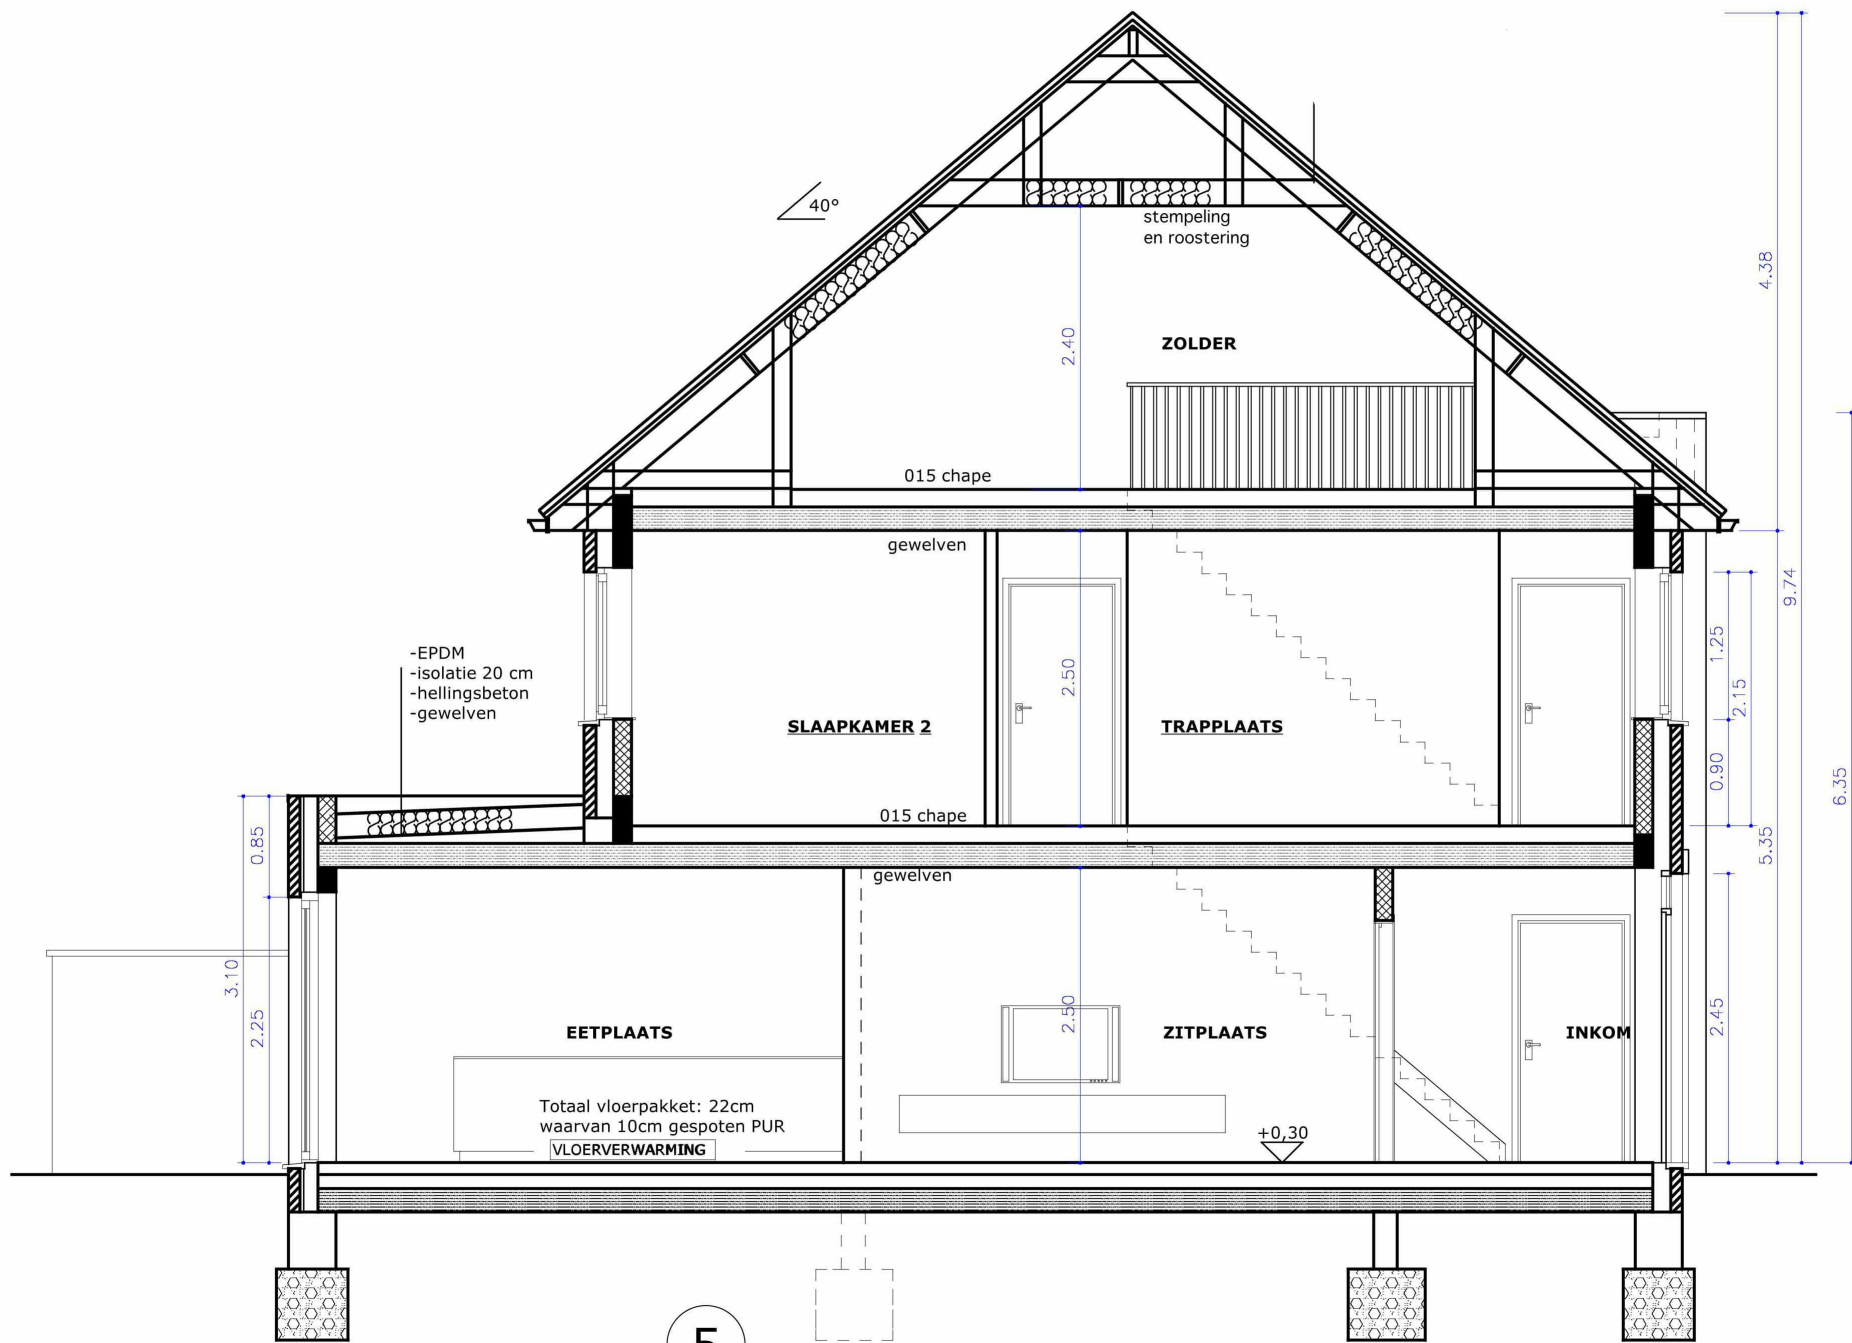 40°
stempeling
en roostering
4.38
2.40
ZOLDER
015 chape
gewelven
9.74
-EPDM
-isolatie 20 cm
-hellingsbeton
-gewelven
1.25
2.15
2.50
SLAAPKAMER 2
TRAPPLAATS
0.90
6.35
015 chape
0.85
5.35
gewelven
3.10
2.25
2.50
2.45
EETPLAATS
ZITPLAATS
INKOM
Totaal vloerpakket: 22cm
waarvan 10cm gespoten PUR
VLOERVERWARMING
+0,30
5